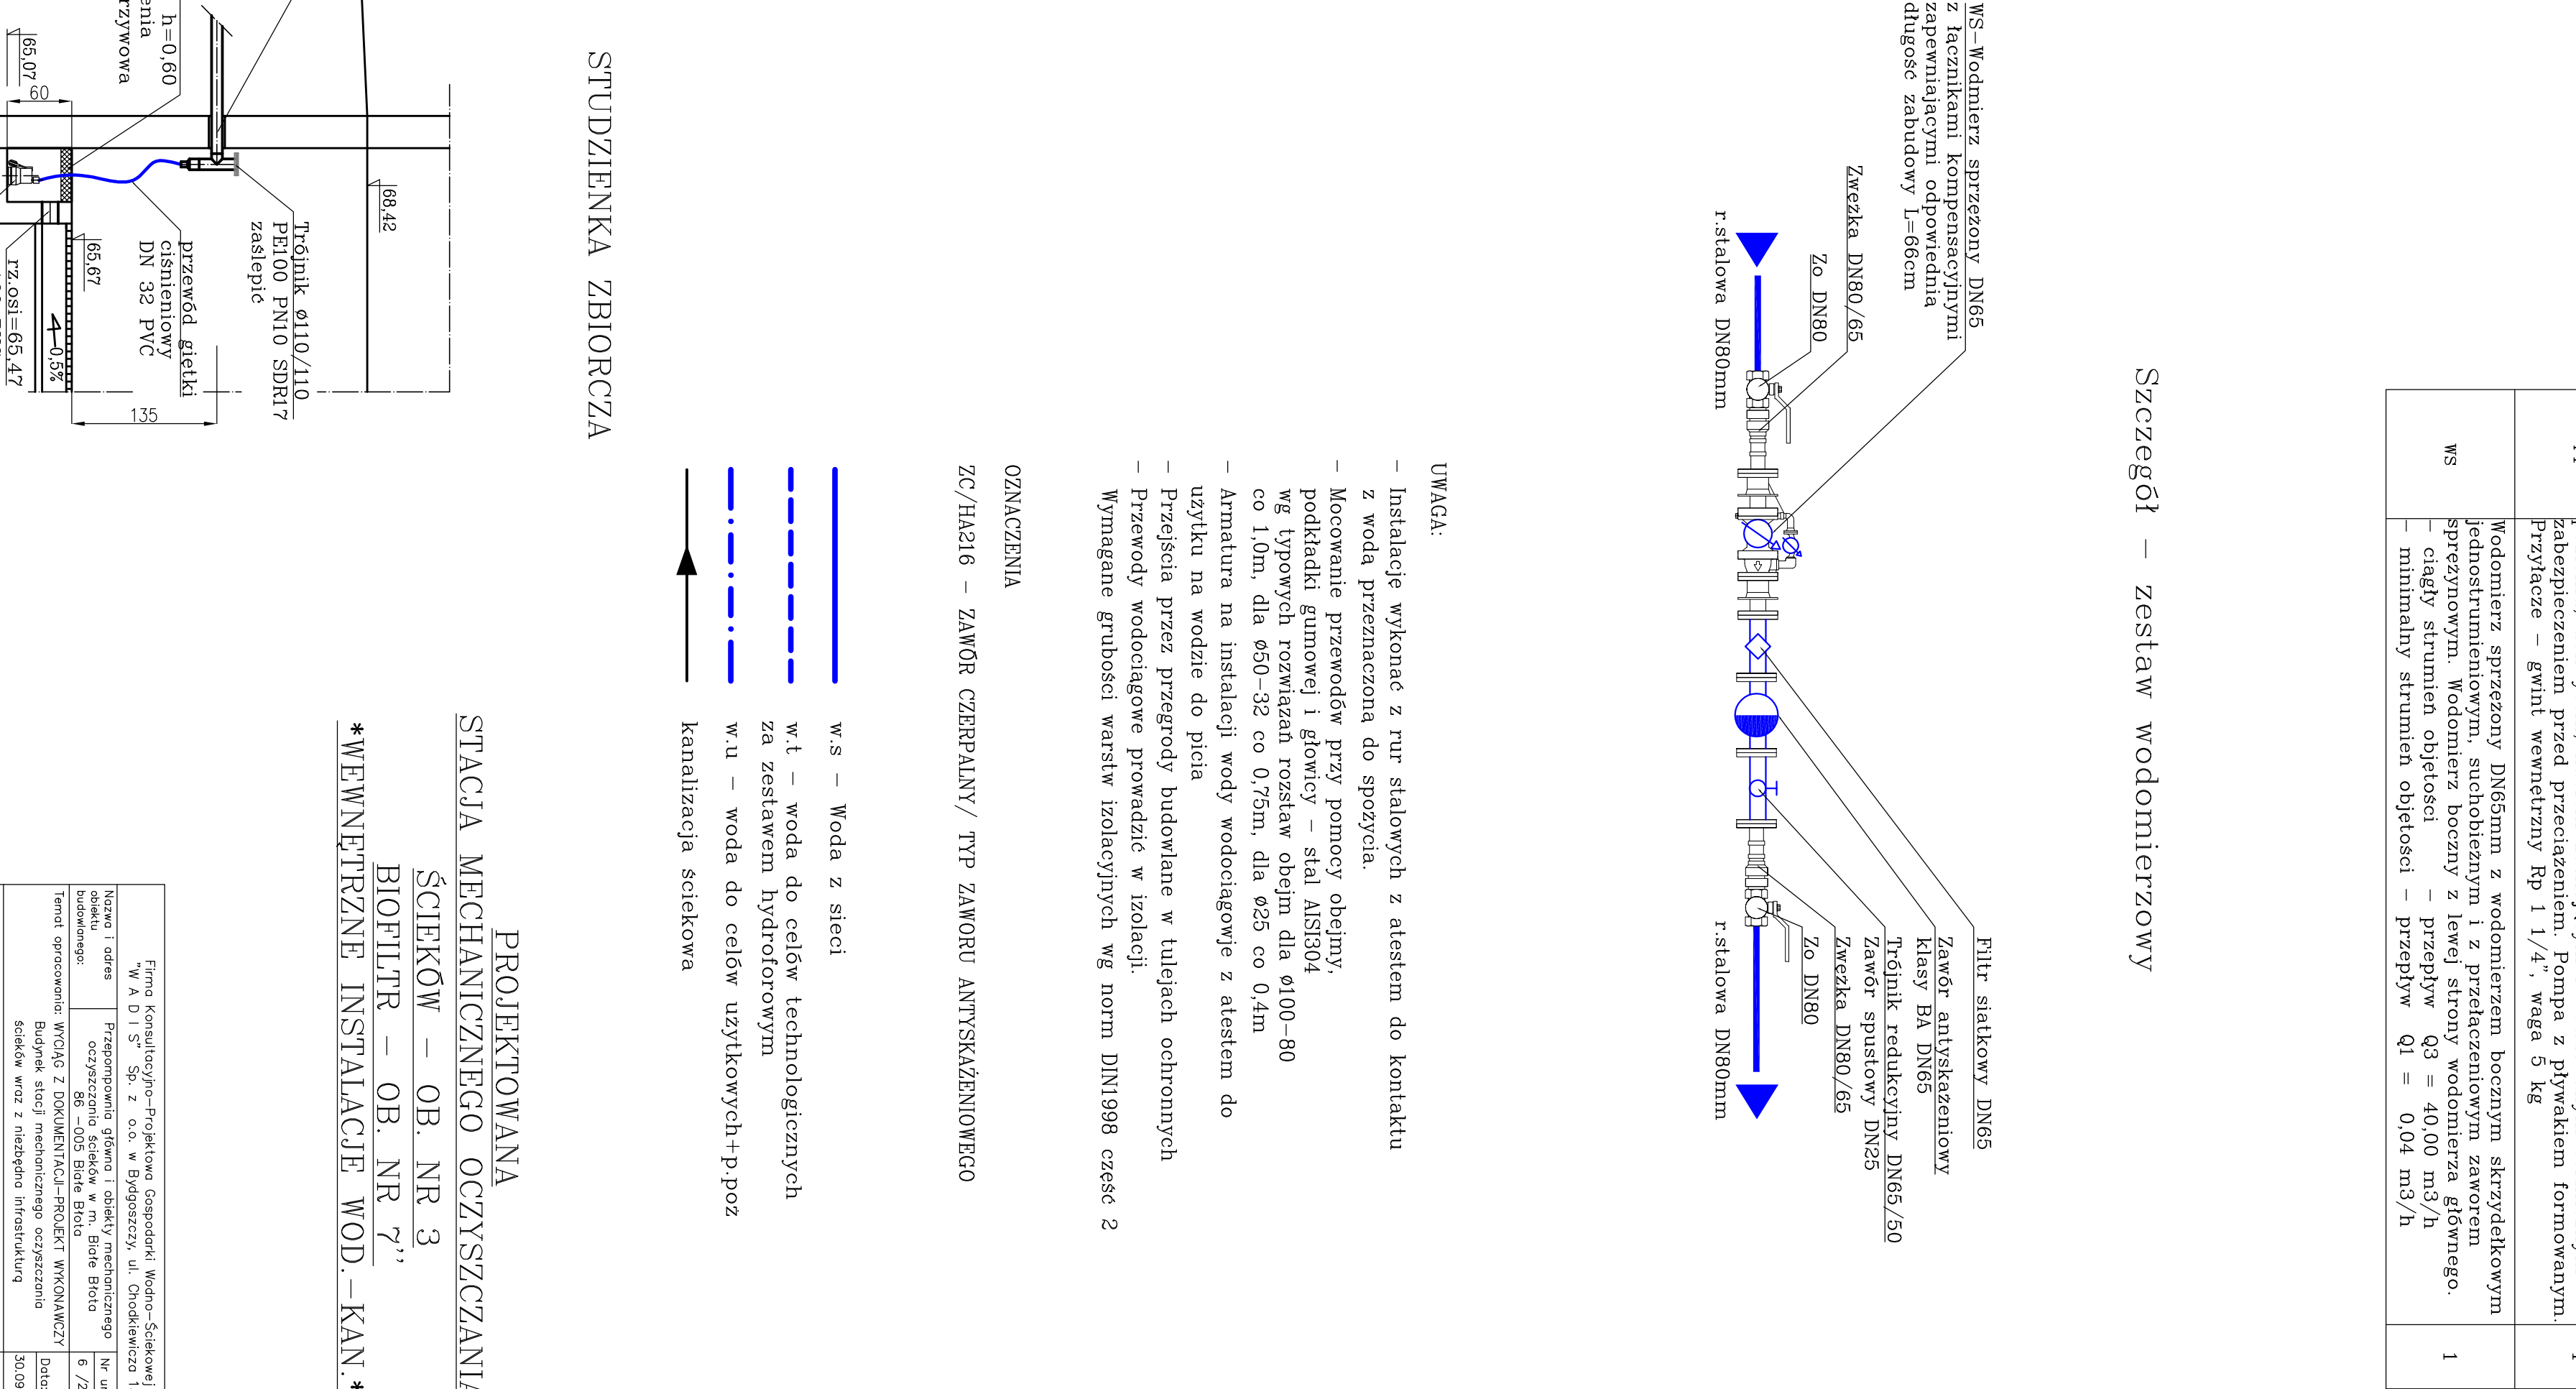 zabezpieczeniem przed przeciążeniem. Pompa z pływakiem formowanym.
Przyłącze – gwint wewnętrzny Rp 1 1/4", waga 5 kg
WS
Wodomierz sprzężony DN65mm z wodomierzem bocznym skrzydełkowym
jednostrumieniowym, suchobieżnym i z przełączeniowym zaworem
sprężynowym. Wodomierz boczny z lewej strony wodomierza głównego.
– ciągły strumień objętości – przepływ Q3 = 40,00 m3/h
– minimalny strumień objętości – przepływ Q1 = 0,04 m3/h
1
Szczegół – zestaw wodomierzowy
WS–Wodmierz sprzężony DN65
z łącznikami kompensacyjnymi
zapewniającymi odpowiednią
długość zabudowy L=66cm
Zwężka DN80/65
Zo DN80
r.stalowa DN80mm
Filtr siatkowy DN65
Zawór antyskażeniowy
klasy BA DN65
Trójnik redukcyjny DN65/50
Zawór spustowy DN25
Zwężka DN80/65
Zo DN80
r.stalowa DN80mm
UWAGA:
– Instalację wykonać z rur stalowych z atestem do kontaktu
z wodą przeznaczoną do spożycia.
– Mocowanie przewodów przy pomocy obejmy,
podkładki gumowej i głowicy – stal AISI304
wg typowych rozwiązań rozstaw obejm dla ø100–80
co 1,0m, dla ø50–32 co 0,75m, dla ø25 co 0,4m
– Armatura na instalacji wody wodociągowje z atestem do
użytku na wodzie do picia
– Przejścia przez przegrody budowlane w tulejach ochronnych
– Przewody wodociągowe prowadzić w izolacji.
Wymagane grubości warstw izolacyjnych wg norm DIN1998 część 2
OZNACZENIA
ZC/HA216 – ZAWÓR CZERPALNY/ TYP ZAWORU ANTYSKAŻENIOWEGO
w.s – Woda z sieci
w.t – woda do celów technologicznych
za zestawem hydroforowym
w.u – woda do celów użytkowych+p.poż
kanalizacja ściekowa
STUDZIENKA ZBIORCZA
68,42
Trójnik ø110/110
PE100 PN10 SDR17
zaślepić
przewód giętki
ciśnieniowy
DN 32 PVC
h=0,60
65,67
0,5%
rz.osi=65,47
65,07
60
135
PROJEKTOWANA
STACJA MECHANICZNEGO OCZYSZCZANIA
ŚCIEKÓW – OB. NR 3
BIOFILTR – OB. NR 7"
*WEWNĘTRZNE INSTALACJE WOD.–KAN.*
Firma Konsultacyjno–Projektowa Gospodarki Wodno–Ściekowej
"W A D I S" Sp. z o.o. w Bydgoszczy, ul. Chodkiewicza
Nazwa i adres
obiektu
budowlanego:
Przepompownia główna i obiekty mechanicznego
oczyszczania ścieków w m. Białe Błota
86 –005 Białe Błota
Nr
6 /2
Temat opracowania: WYCIĄG Z DOKUMENTACJI–PROJEKT WYKONAWCZY
Budynek stacji mechanicznego oczyszczania
ścieków wraz z niezbędna infrastrukturą
Data:
30.09